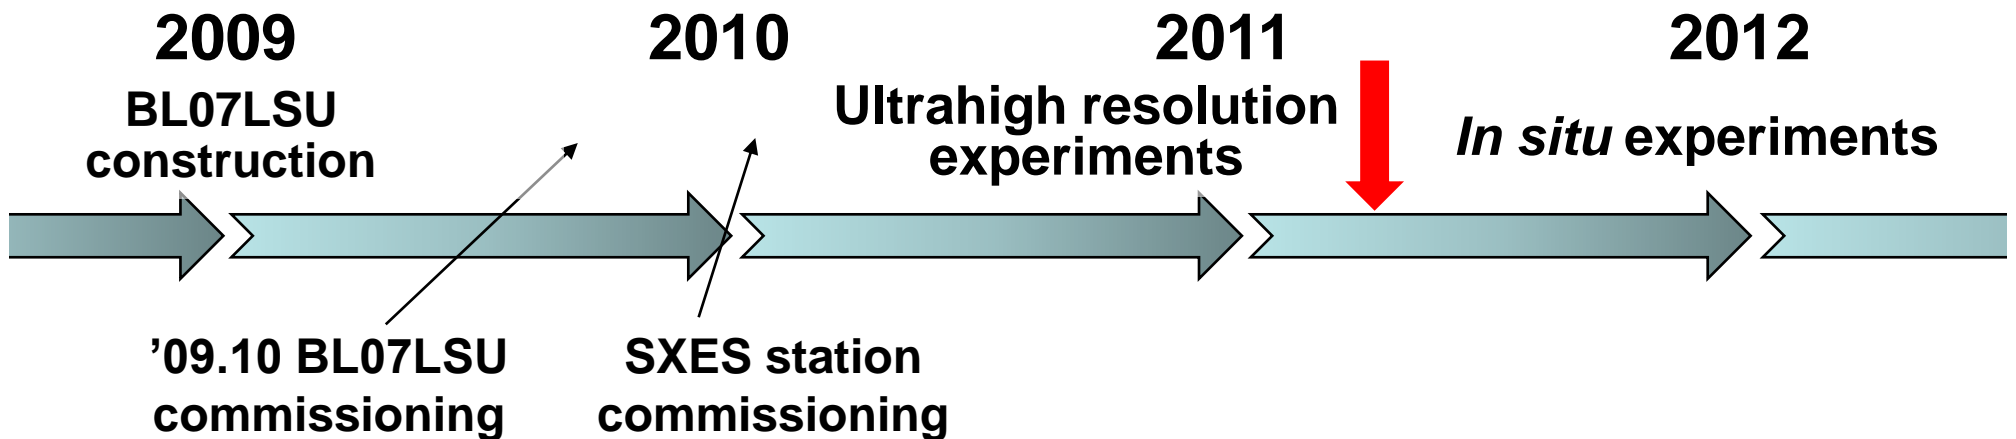 2009 2010 2011 2012
BL07LSU
construction
Ultrahigh resolution
experiments
In situ experiments
’09.10 BL07LSU
commissioning
SXES station
commissioning